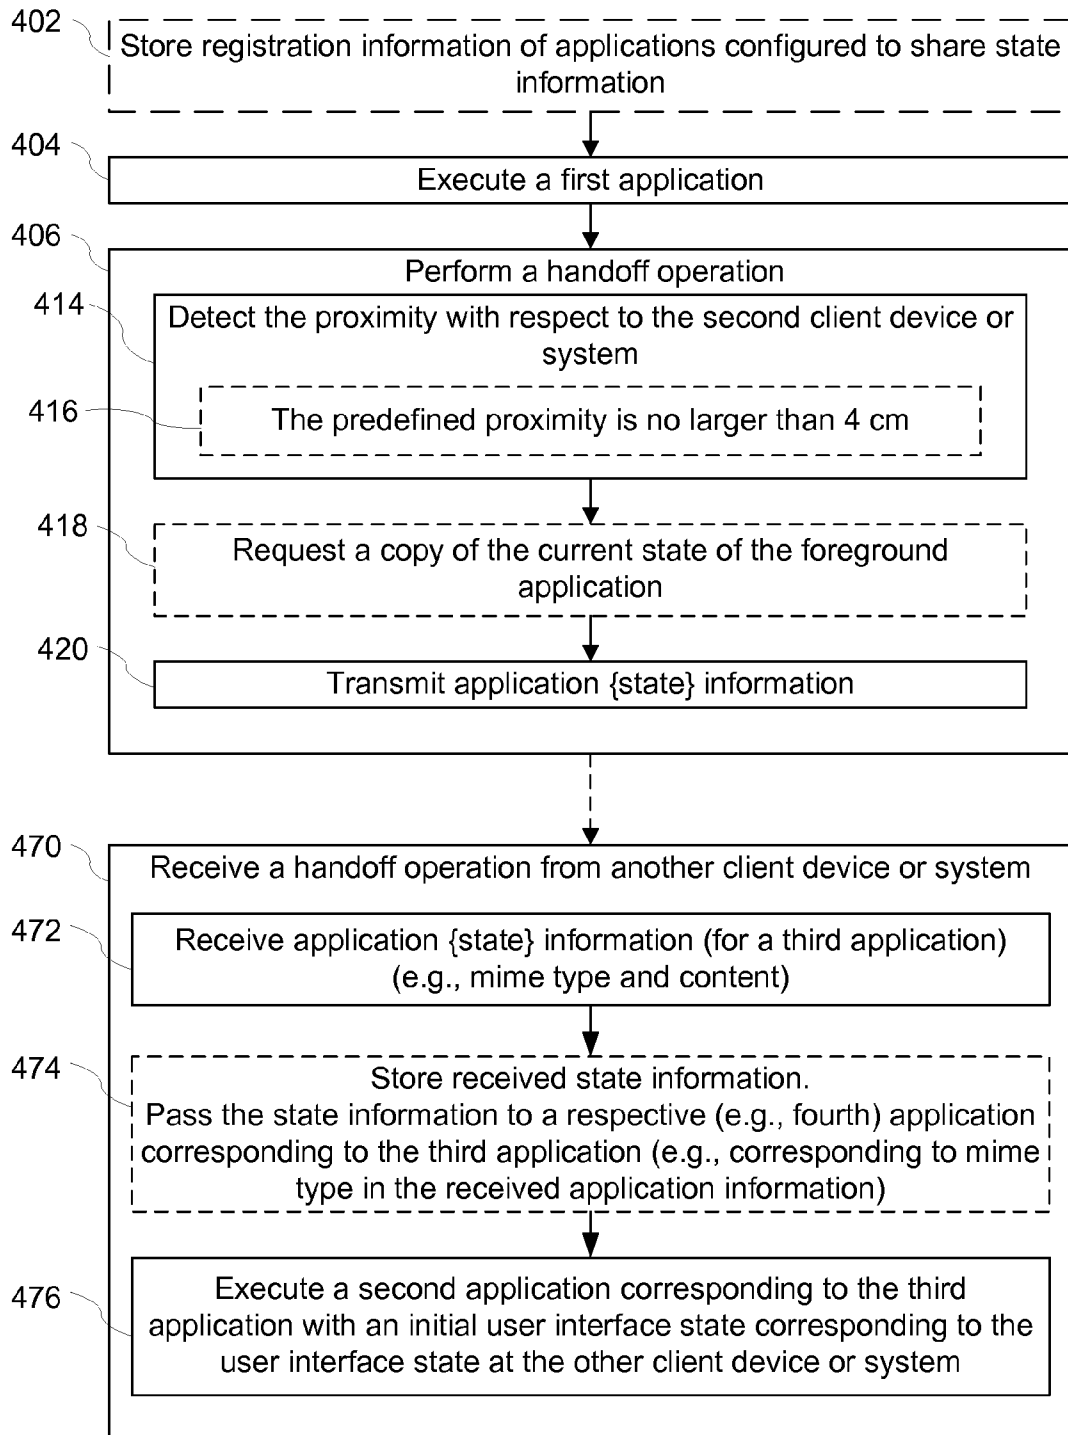 402
Store registration information of applications configured to share state
information
404
Execute a first application
406
Perform a handoff operation
414
Detect the proximity with respect to the second client device or
system
416
The predefined proximity is no larger than 4 cm
418
Request a copy of the current state of the foreground
application
420
Transmit application {state} information
470
Receive a handoff operation from another client device or system
472
Receive application {state} information (for a third application)
(e.g., mime type and content)
474
Store received state information.
Pass the state information to a respective (e.g., fourth) application
corresponding to the third application (e.g., corresponding to mime
type in the received application information)
476
Execute a second application corresponding to the third
application with an initial user interface state corresponding to the
user interface state at the other client device or system